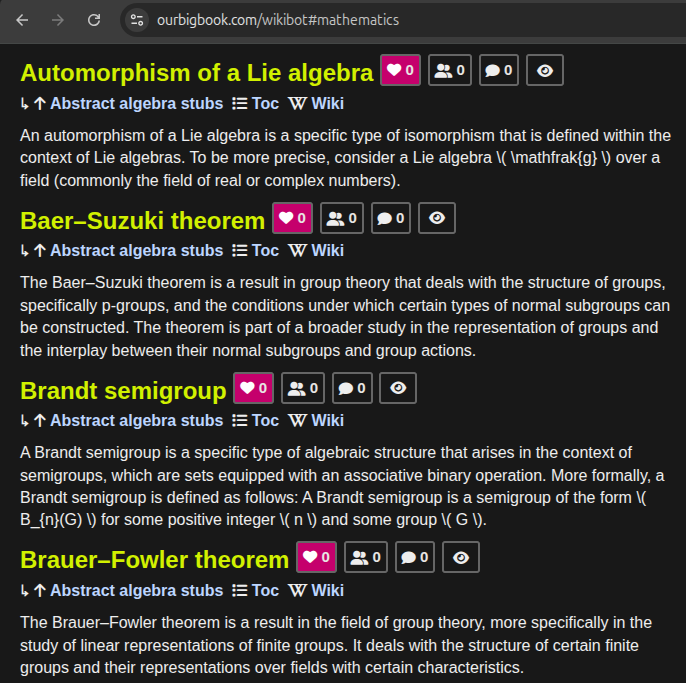 ourbigbook.com/wikibot#mathematics
Automorphism of a Lie algebra 0 0 0
↳ ↑ Abstract algebra stubs Toc Wiki
An automorphism of a Lie algebra is a specific type of isomorphism that is defined within the
context of Lie algebras. To be more precise, consider a Lie algebra \( \mathfrak{g} \) over a
field (commonly the field of real or complex numbers).
Baer–Suzuki theorem 0 0 0
↳ ↑ Abstract algebra stubs Toc Wiki
The Baer–Suzuki theorem is a result in group theory that deals with the structure of groups,
specifically p-groups, and the conditions under which certain types of normal subgroups can
be constructed. The theorem is part of a broader study in the representation of groups and
the interplay between their normal subgroups and group actions.
Brandt semigroup 0 0 0
↳ ↑ Abstract algebra stubs Toc Wiki
A Brandt semigroup is a specific type of algebraic structure that arises in the context of
semigroups, which are sets equipped with an associative binary operation. More formally, a
Brandt semigroup is defined as follows: A Brandt semigroup is a semigroup of the form \(
B_{n}(G) \) for some positive integer \( n \) and some group \( G \).
Brauer–Fowler theorem 0 0 0
↳ ↑ Abstract algebra stubs Toc Wiki
The Brauer–Fowler theorem is a result in the field of group theory, more specifically in the
study of linear representations of finite groups. It deals with the structure of certain finite
groups and their representations over fields with certain characteristics.